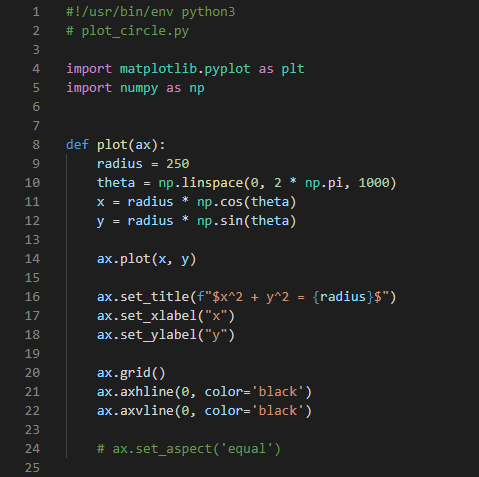 1 #!/usr/bin/env python3
2 # plot_circle.py
3
4 import matplotlib.pyplot as plt
5 import numpy as np
6
7
8 def plot(ax):
9     radius = 250
10     theta = np.linspace(0, 2 * np.pi, 1000)
11     x = radius * np.cos(theta)
12     y = radius * np.sin(theta)
13
14     ax.plot(x, y)
15
16     ax.set_title(f"$x^2 + y^2 = {radius}$")
17     ax.set_xlabel("x")
18     ax.set_ylabel("y")
19
20     ax.grid()
21     ax.axhline(0, color='black')
22     ax.axvline(0, color='black')
23
24     # ax.set_aspect('equal')
25